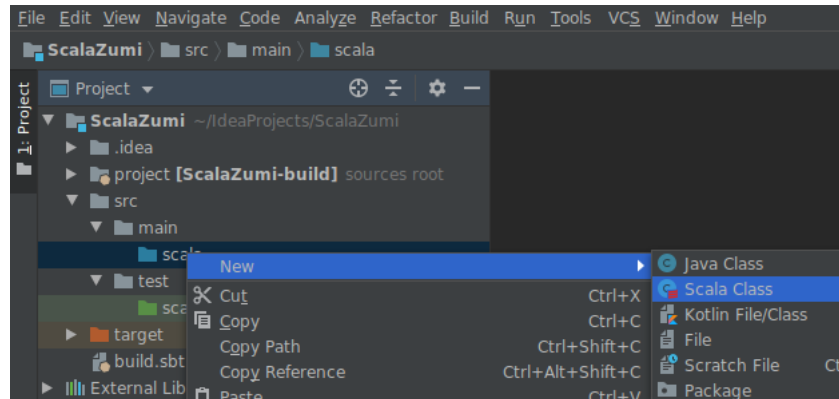 File Edit View Navigate Code Analyze Refactor Build Run Tools VCS Window Help
ScalaZumi src main scala
1: Project
Project
ScalaZumi ~/IdeaProjects/ScalaZumi
.idea
project [ScalaZumi-build] sources root
src
main
scala
New
Java Class
test
Cut Ctrl+X
Scala Class
Copy Ctrl+C
Kotlin File/Class
target
Copy Path Ctrl+Shift+C
File
build.sbt
Copy Reference Ctrl+Alt+Shift+C
Scratch File
External Lib
Paste Ctrl+V
Package